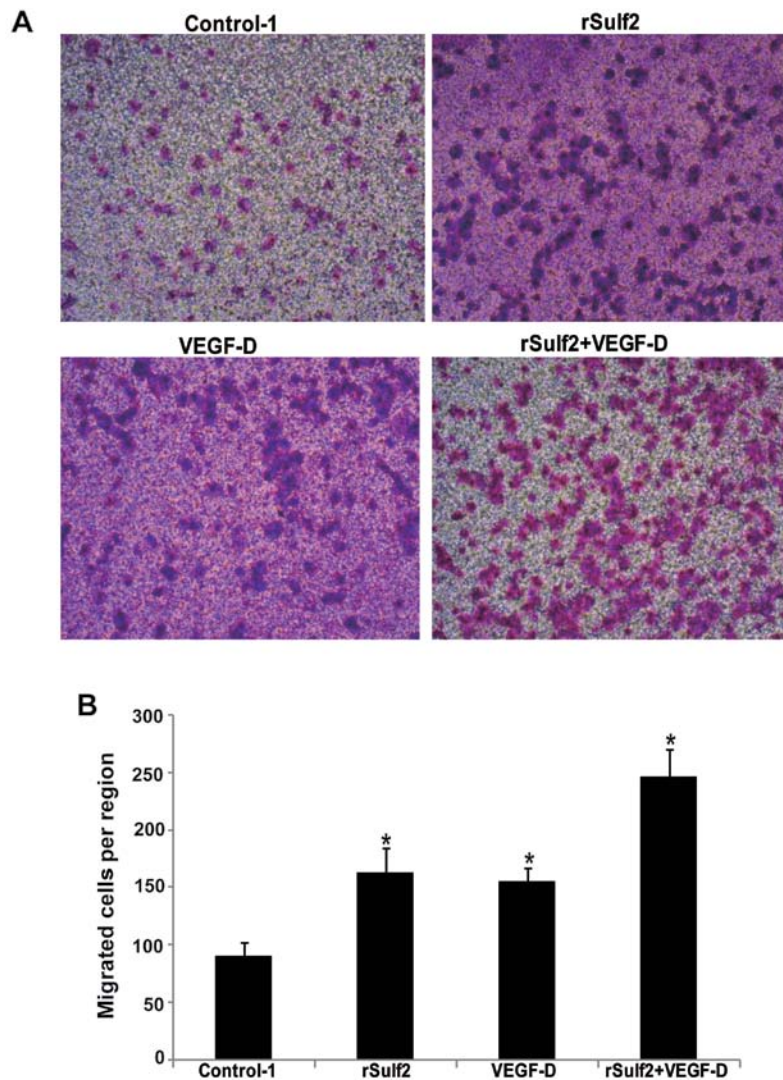 A
Control-1 rSulf2
VEGF-D rSulf2+VEGF-D
B
Migrated cells per region
300
250
*
200
*
*
150
100
50
0
Control-1 rSulf2 VEGF-D rSulf2+VEGF-D